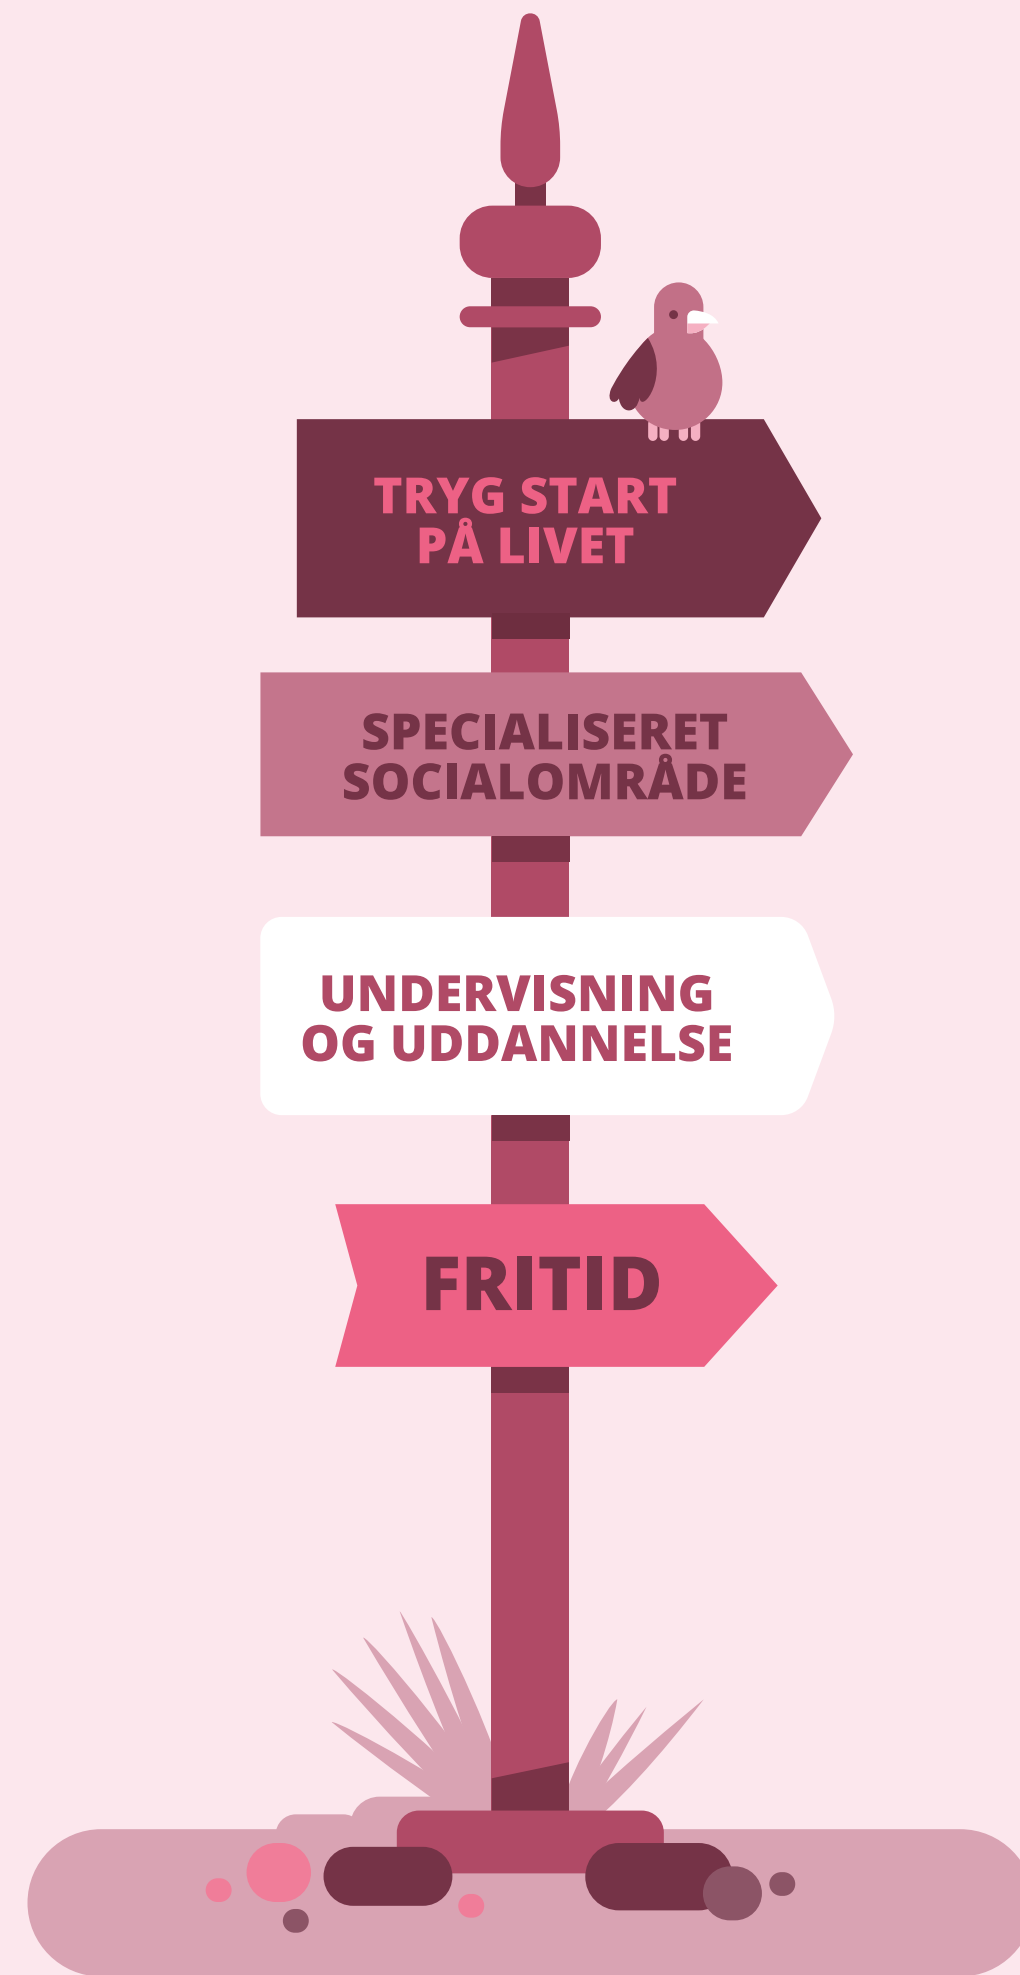 TRYG START
PÅ LIVET
SPECIALISERET
SOCIALOMRÅDE
UNDERVISNING
OG UDDANNELSE
FRITID